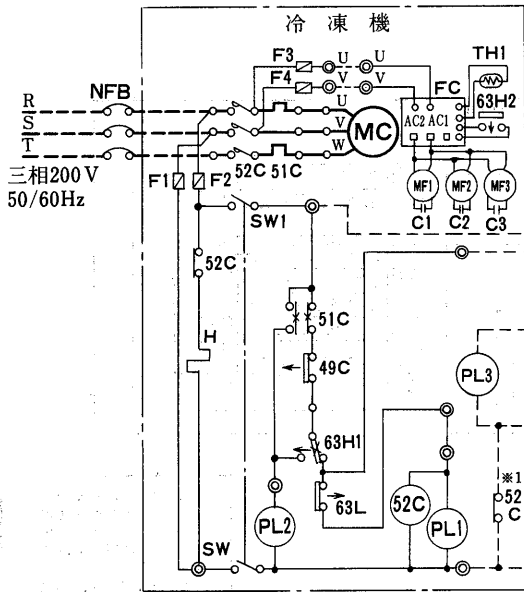 冷凍機
F3 U U
TH1
NFB F4 V V FC
R U 63H2
S V MC AC2 AC1
T W
三相200V F1 F2 52C 51C MF1 MF2 MF3
50/60Hz SW1 C1 C2 C3
52C
51C
H 49C PL3
63H1 ※1
52C 52
PL2 63L PL1 C
SW